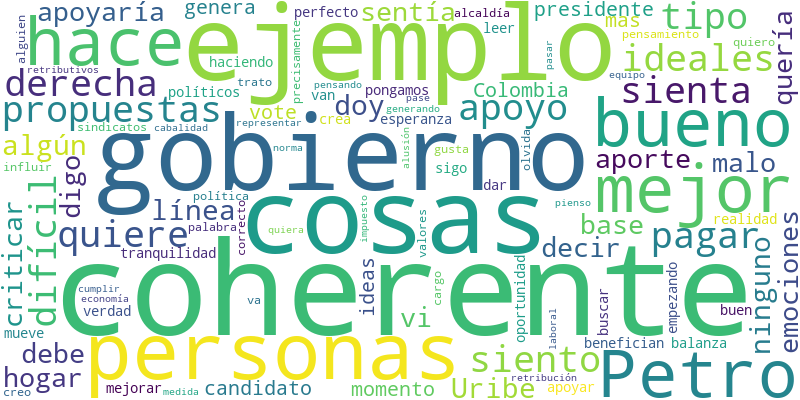 alguien
apoyaría
genera
perfecto
alcaldía
presidente
tipo
quería
hace
ejemplo
sentía
leer
mas
pensamiento
quiero
ideales
haciendo
precisamente
pasar
retributivos
derecha
trato
pensando
pongamos
Colombia
equipo
sienta
políticos
van
generando
pase
propuestas
vote
crea
doy
esperanza
apoyo
bueno
sindicatos
cabalidad
representar
alusión
olvida
algún
gobierno
norma
gusta
sigo
aporte
malo
influir
digo
dar
pienso
mejor
difícil
política
cosas
línea
palabra
correcto
quiera
impuesto
valores
base
realidad
criticar
quiere
decir
pagar
ninguno
emociones
tranquilidad
coherente
ideas
cargo
vi
oportunidad
laboral
buscar
empezando
cumplir
economía
verdad
va
buen
mueve
debe
personas
siento
benefician
balanza
hogar
creo
mejorar
medida
candidato
momento
Uribe
retribución
apoyar
Petro